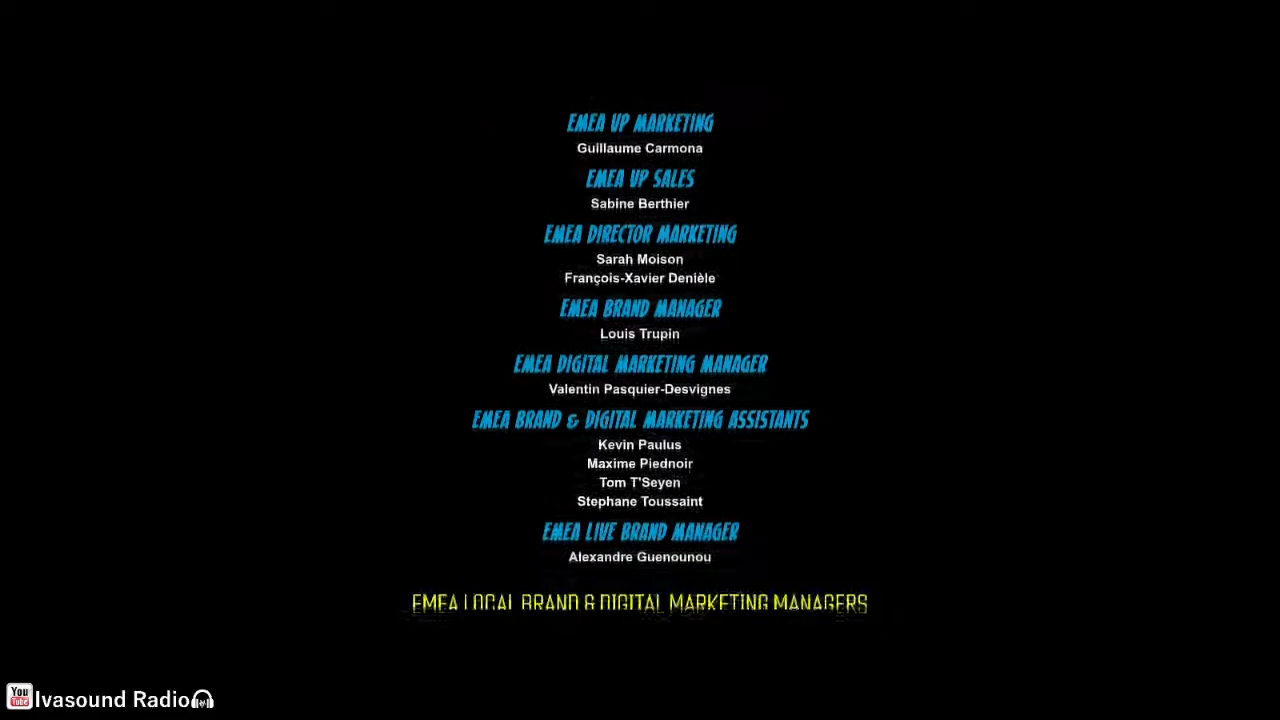 EMEA VP MARKETING
Guillaume Carmona
EMEA VP SALES
Sabine Berthier
EMEA DIRECTOR MARKETING
Sarah Moison
François-Xavier Denièle
EMEA BRAND MANAGER
Louis Trupin
EMEA DIGITAL MARKETING MANAGER
Valentin Pasquier-Desvignes
EMEA BRAND & DIGITAL MARKETING ASSISTANTS
Kevin Paulus
Maxime Piednoir
Tom T'Seyen
Stephane Toussaint
EMEA LIVE BRAND MANAGER
Alexandre Guenounou
EMEA LOCAL BRAND & DIGITAL MARKETING MANAGERS
You Tube Ivasound Radio